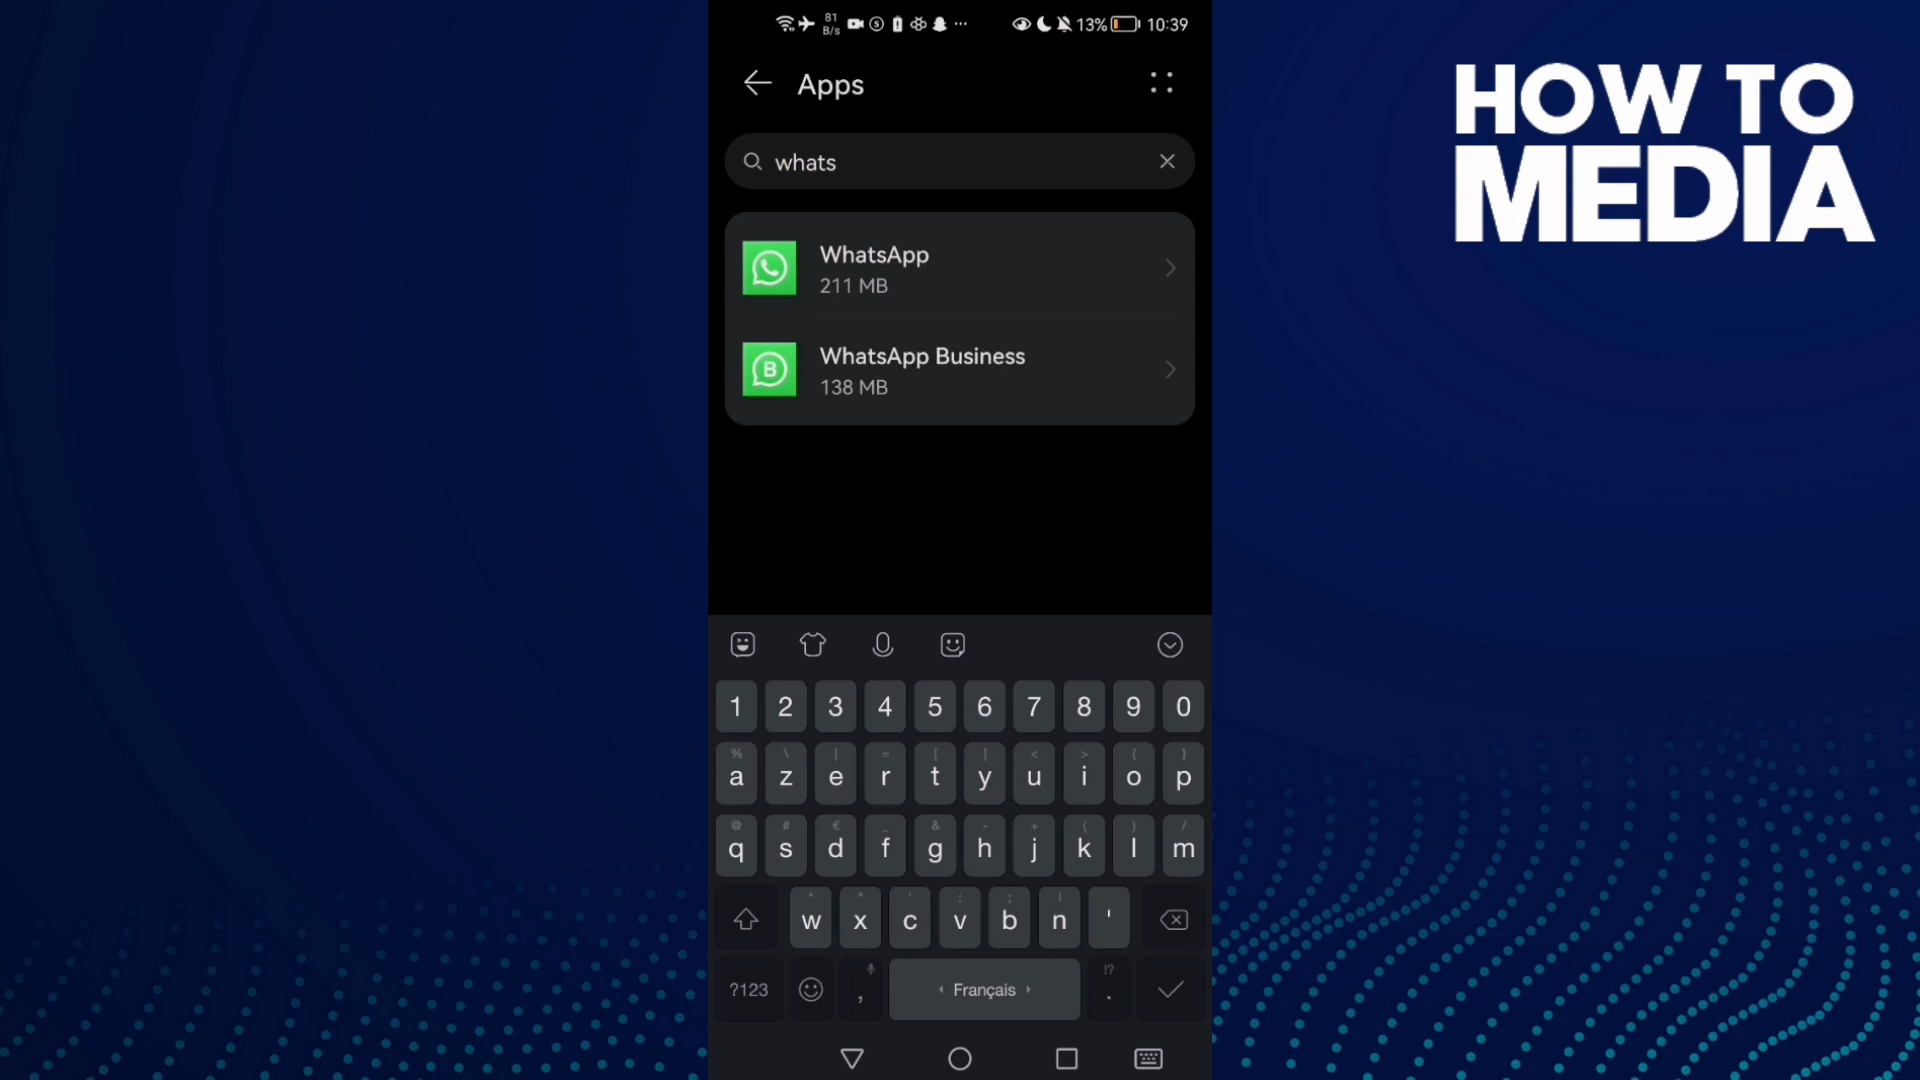 81
B/s
13%
10:39
Apps
HOW TO
MEDIA
whats
WhatsApp
211 MB
WhatsApp Business
138 MB
1 2 3 4 5 6 7 8 9 0
% \ | = [ ] < > { }
a z e r t y u i o p
@ # € _ & - + ( ) /
q s d f g h j k l m
w x c v b n '
!?
?123 , Français .